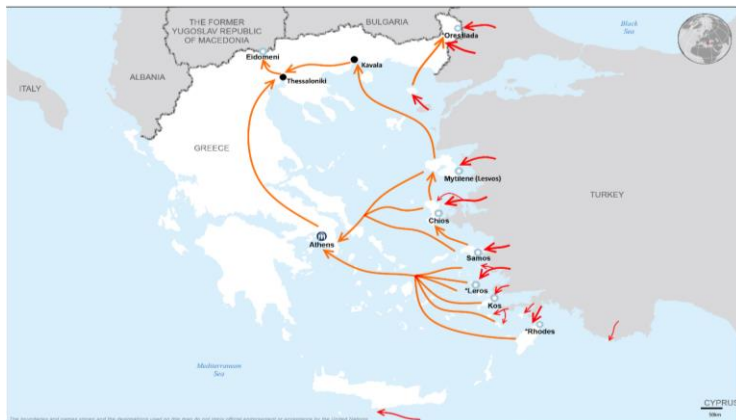 THE FORMER
YUGOSLAV REPUBLIC
OF MACEDONIA
BULGARIA
Black
Sea
Orestiada
Eidomeni
Kavala
Thessaloniki
ALBANIA
ITALY
GREECE
Mytilene (Lesvos)
TURKEY
Chios
Athens
Samos
*Leros
Kos
*Rhodes
Mediterranean
Sea
CYPRUS
50km